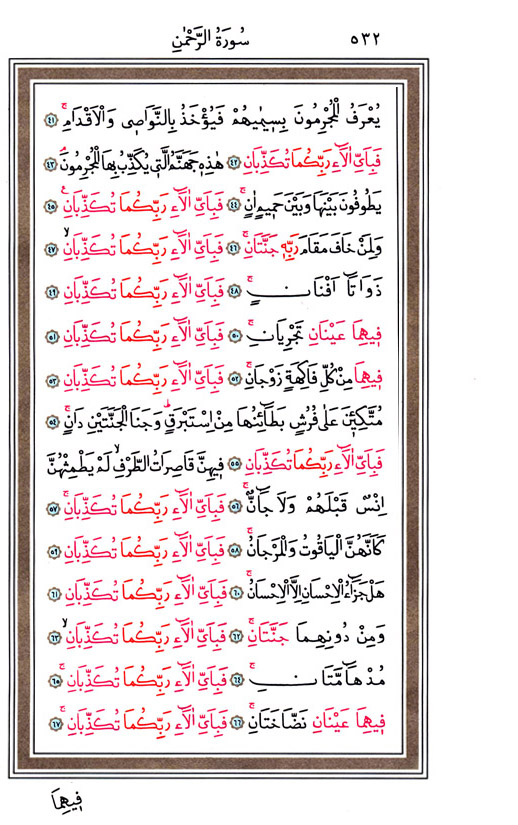 ٥٣٢ سُورَةُ الرَّحْمٰنِ
يُعْرَفُ الْمُجْرِمُونَ بِسِيمٰيهُمْ فَيُؤْخَذُ بِالنَّوَاصِي وَالْاَقْدَامِۚ ﴿٤١﴾
فَبِاَيِّ اٰلَٓاءِ رَبِّكُمَا تُكَذِّبَانِ ﴿٤٢﴾ هٰذِهِ جَهَنَّمُ الَّتِي يُكَذِّبُ بِهَا الْمُجْرِمُونَۢ ﴿٤٣﴾
يَطُوفُونَ بَيْنَهَا وَبَيْنَ حَمِيمٍ اٰنٍۚ ﴿٤٤﴾ فَبِاَيِّ اٰلَٓاءِ رَبِّكُمَا تُكَذِّبَانِ۟ ﴿٤٥﴾
وَلِمَنْ خَافَ مَقَامَ رَبِّهِ جَنَّتَانِۚ ﴿٤٦﴾ فَبِاَيِّ اٰلَٓاءِ رَبِّكُمَا تُكَذِّبَانِۙ ﴿٤٧﴾
ذَوَاتَٓا اَفْنَانٍۚ ﴿٤٨﴾ فَبِاَيِّ اٰلَٓاءِ رَبِّكُمَا تُكَذِّبَانِ ﴿٤٩﴾
فِيهِمَا عَيْنَانِ تَجْرِيَانِۚ ﴿٥٠﴾ فَبِاَيِّ اٰلَٓاءِ رَبِّكُمَا تُكَذِّبَانِ ﴿٥١﴾
فِيهِمَا مِنْ كُلِّ فَاكِهَةٍ زَوْجَانِۚ ﴿٥٢﴾ فَبِاَيِّ اٰلَٓاءِ رَبِّكُمَا تُكَذِّبَانِ ﴿٥٣﴾
مُتَّكِـِٔينَ عَلٰى فُرُشٍ بَطَٓائِنُهَا مِنْ اِسْتَبْرَقٍۜ وَجَنَا الْجَنَّتَيْنِ دَانٍۚ ﴿٥٤﴾
فَبِاَيِّ اٰلَٓاءِ رَبِّكُمَا تُكَذِّبَانِ ﴿٥٥﴾ فِيهِنَّ قَاصِرَاتُ الطَّرْفِۙ لَمْ يَطْمِثْهُنَّ
اِنْسٌ قَبْلَهُمْ وَلَا جَٓانٌّۚ ﴿٥٦﴾ فَبِاَيِّ اٰلَٓاءِ رَبِّكُمَا تُكَذِّبَانِۚ ﴿٥٧﴾
كَاَنَّهُنَّ الْيَاقُوتُ وَالْمَرْجَانُۚ ﴿٥٨﴾ فَبِاَيِّ اٰلَٓاءِ رَبِّكُمَا تُكَذِّبَانِ ﴿٥٩﴾
هَلْ جَزَٓاءُ الْاِحْسَانِ اِلَّا الْاِحْسَانُۚ ﴿٦٠﴾ فَبِاَيِّ اٰلَٓاءِ رَبِّكُمَا تُكَذِّبَانِ ﴿٦١﴾
وَمِنْ دُونِهِمَا جَنَّتَانِۚ ﴿٦٢﴾ فَبِاَيِّ اٰلَٓاءِ رَبِّكُمَا تُكَذِّبَانِۙ ﴿٦٣﴾
مُدْهَٓامَّتَانِۚ ﴿٦٤﴾ فَبِاَيِّ اٰلَٓاءِ رَبِّكُمَا تُكَذِّبَانِۚ ﴿٦٥﴾
فِيهِمَا عَيْنَانِ نَضَّاخَتَانِۚ ﴿٦٦﴾ فَبِاَيِّ اٰلَٓاءِ رَبِّكُمَا تُكَذِّبَانِۚ ﴿٦٧﴾
فِيهِمَا